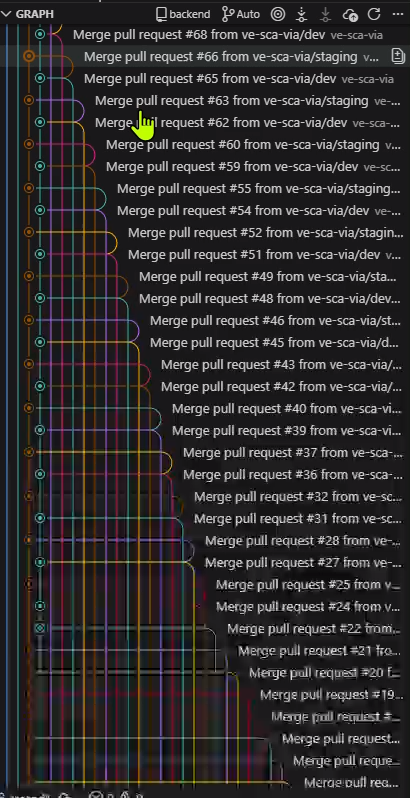 GRAPH backend Auto
Merge pull request #68 from ve-sca-via/dev ve-sca-via
Merge pull request #66 from ve-sca-via/staging v...
Merge pull request #65 from ve-sca-via/dev ve-sca-via
Merge pull request #63 from ve-sca-via/staging ve-...
Merge pull request #62 from ve-sca-via/dev ve-sca-...
Merge pull request #60 from ve-sca-via/staging v...
Merge pull request #59 from ve-sca-via/dev ve-sc...
Merge pull request #55 from ve-sca-via/staging...
Merge pull request #54 from ve-sca-via/dev ve-...
Merge pull request #52 from ve-sca-via/stagin...
Merge pull request #51 from ve-sca-via/dev v...
Merge pull request #49 from ve-sca-via/sta...
Merge pull request #48 from ve-sca-via/dev...
Merge pull request #46 from ve-sca-via/st...
Merge pull request #45 from ve-sca-via/d...
Merge pull request #43 from ve-sca-via/...
Merge pull request #42 from ve-sca-via/...
Merge pull request #40 from ve-sca-vi...
Merge pull request #39 from ve-sca-vi...
Merge pull request #37 from ve-sca-...
Merge pull request #36 from ve-sca-...
Merge pull request #32 from ve-sc...
Merge pull request #31 from ve-sc...
Merge pull request #28 from ve-...
Merge pull request #27 from ve-...
Merge pull request #25 from v...
Merge pull request #24 from v...
Merge pull request #22 from...
Merge pull request #21 fro...
Merge pull request #20 f...
Merge pull request #19...
Merge pull request #...
Merge pull request...
Merge pull reque...
Merge pull req...